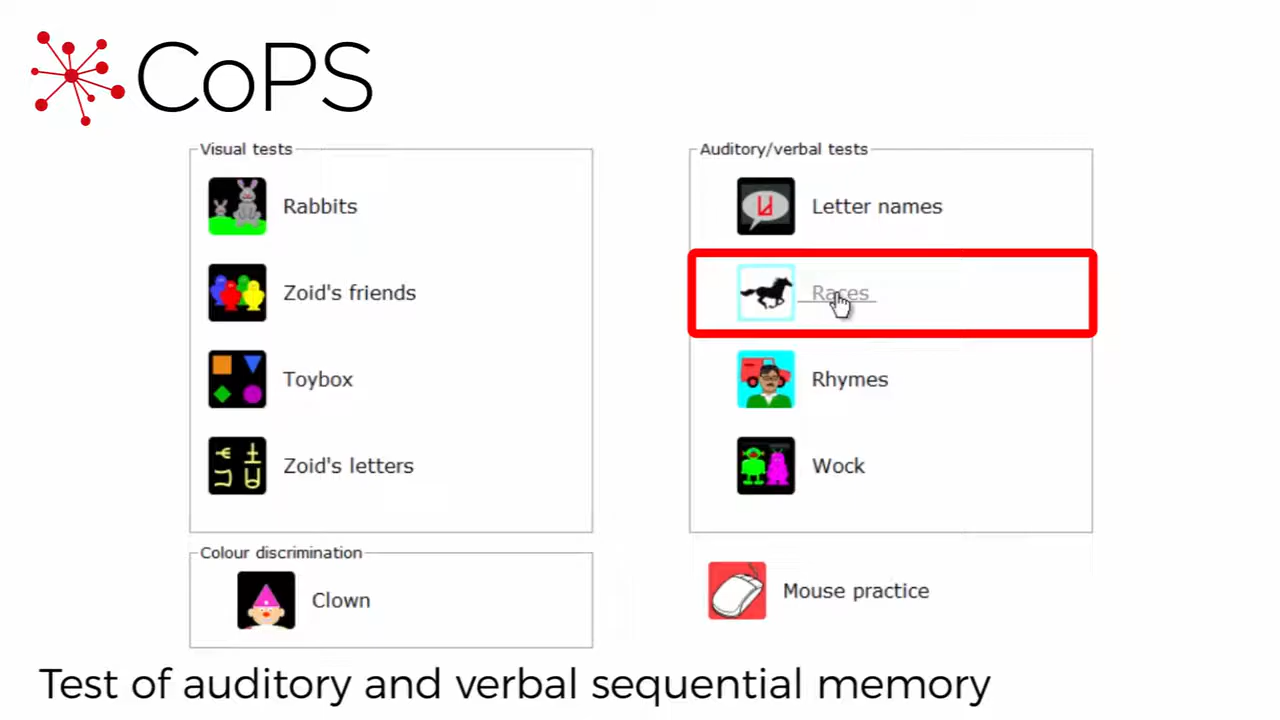 CoPS
Visual tests
Rabbits
Zoid's friends
Toybox
Zoid's letters
Auditory/verbal tests
Letter names
Races
Rhymes
Wock
Colour discrimination
Clown
Mouse practice
Test of auditory and verbal sequential memory